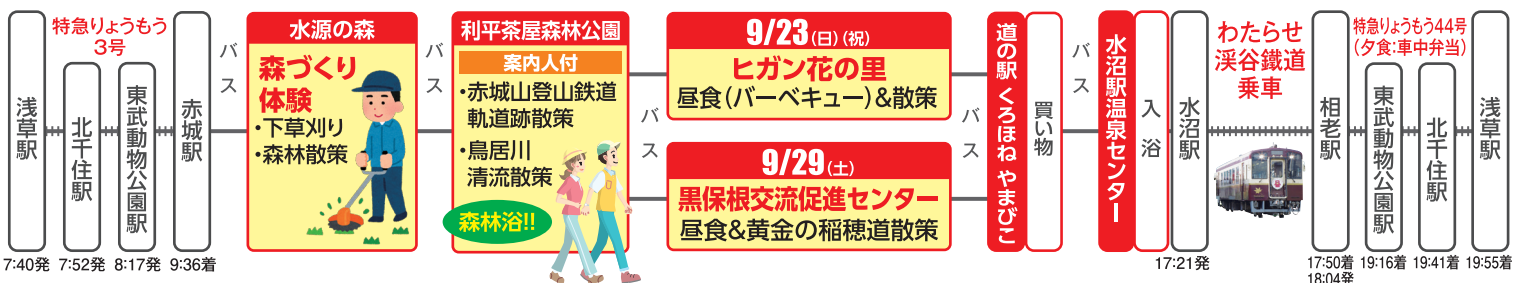 特急りょうもう
3号
浅草駅
7:40発
北千住駅
7:52発
東武動物公園駅
8:17発
赤城駅
9:36着
バス
水源の森
森づくり
体験
・下草刈り
・森林散策
バス
利平茶屋森林公園
案内人付
・赤城山登山鉄道
軌道跡散策
・鳥居川
清流散策
森林浴!!
バス
9/23(日)(祝)
ヒガン花の里
昼食(バーベキュー)&散策
バス
バス
9/29(土)
黒保根交流促進センター
昼食&黄金の稲穂道散策
バス
道の駅 くろほね やまびこ
買い物
バス
水沼駅温泉センター
入浴
水沼駅
17:21発
わたらせ
渓谷鐵道
乗車
相老駅
17:50着
18:04発
特急りょうもう44号
(夕食:車中弁当)
東武動物公園駅
19:16着
北千住駅
19:41着
浅草駅
19:55着